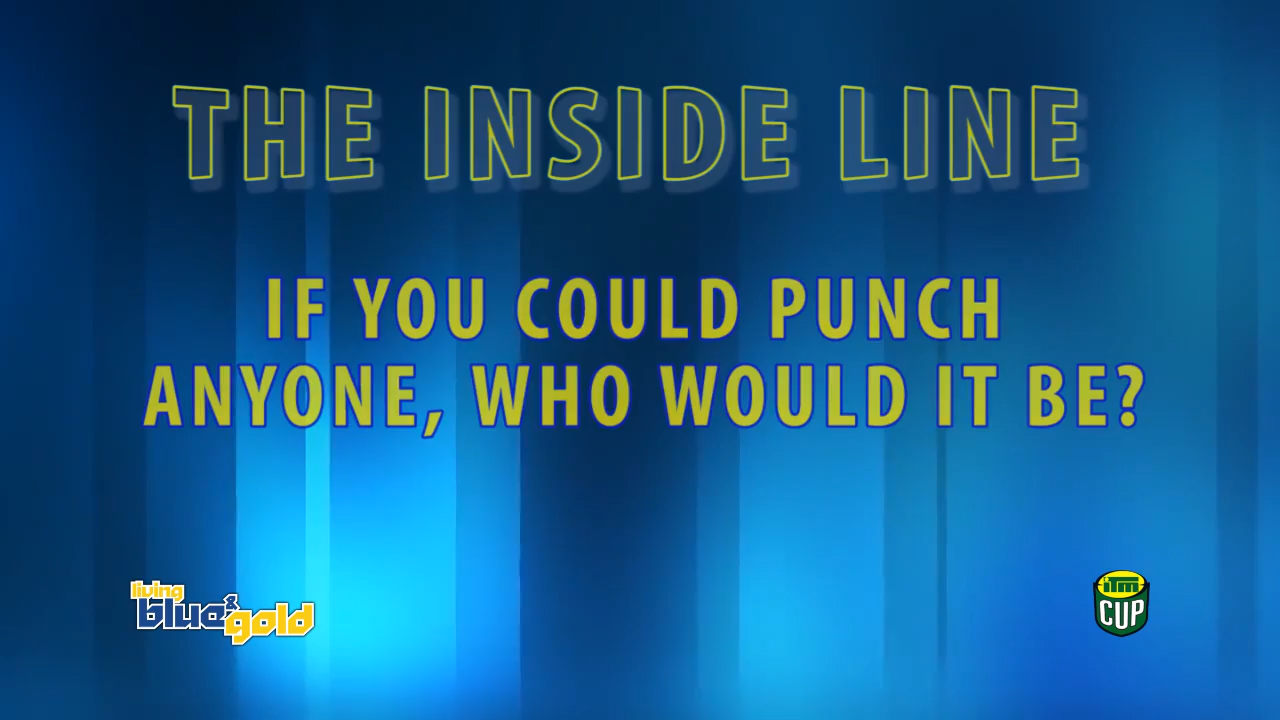 THE INSIDE LINE
IF YOU COULD PUNCH
ANYONE, WHO WOULD IT BE?
living
blue & gold
iTM
CUP